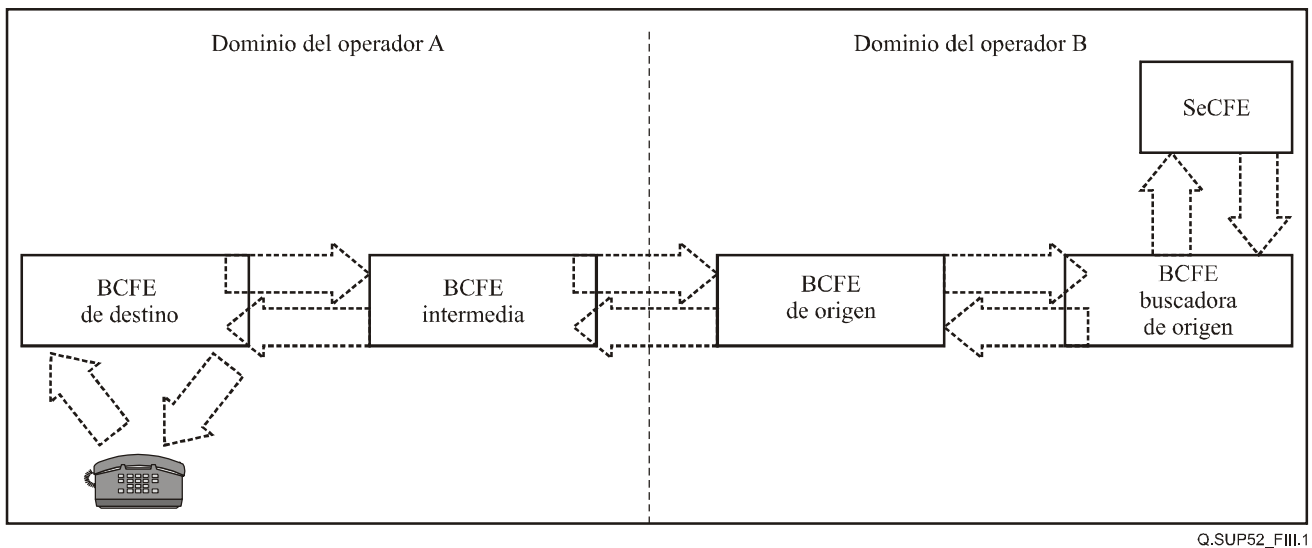 Dominio del operador A
Dominio del operador B
SeCFE
BCFE
de destino
BCFE
intermedia
BCFE
de origen
BCFE
buscadora
de origen
Q.SUP52_FIII.1